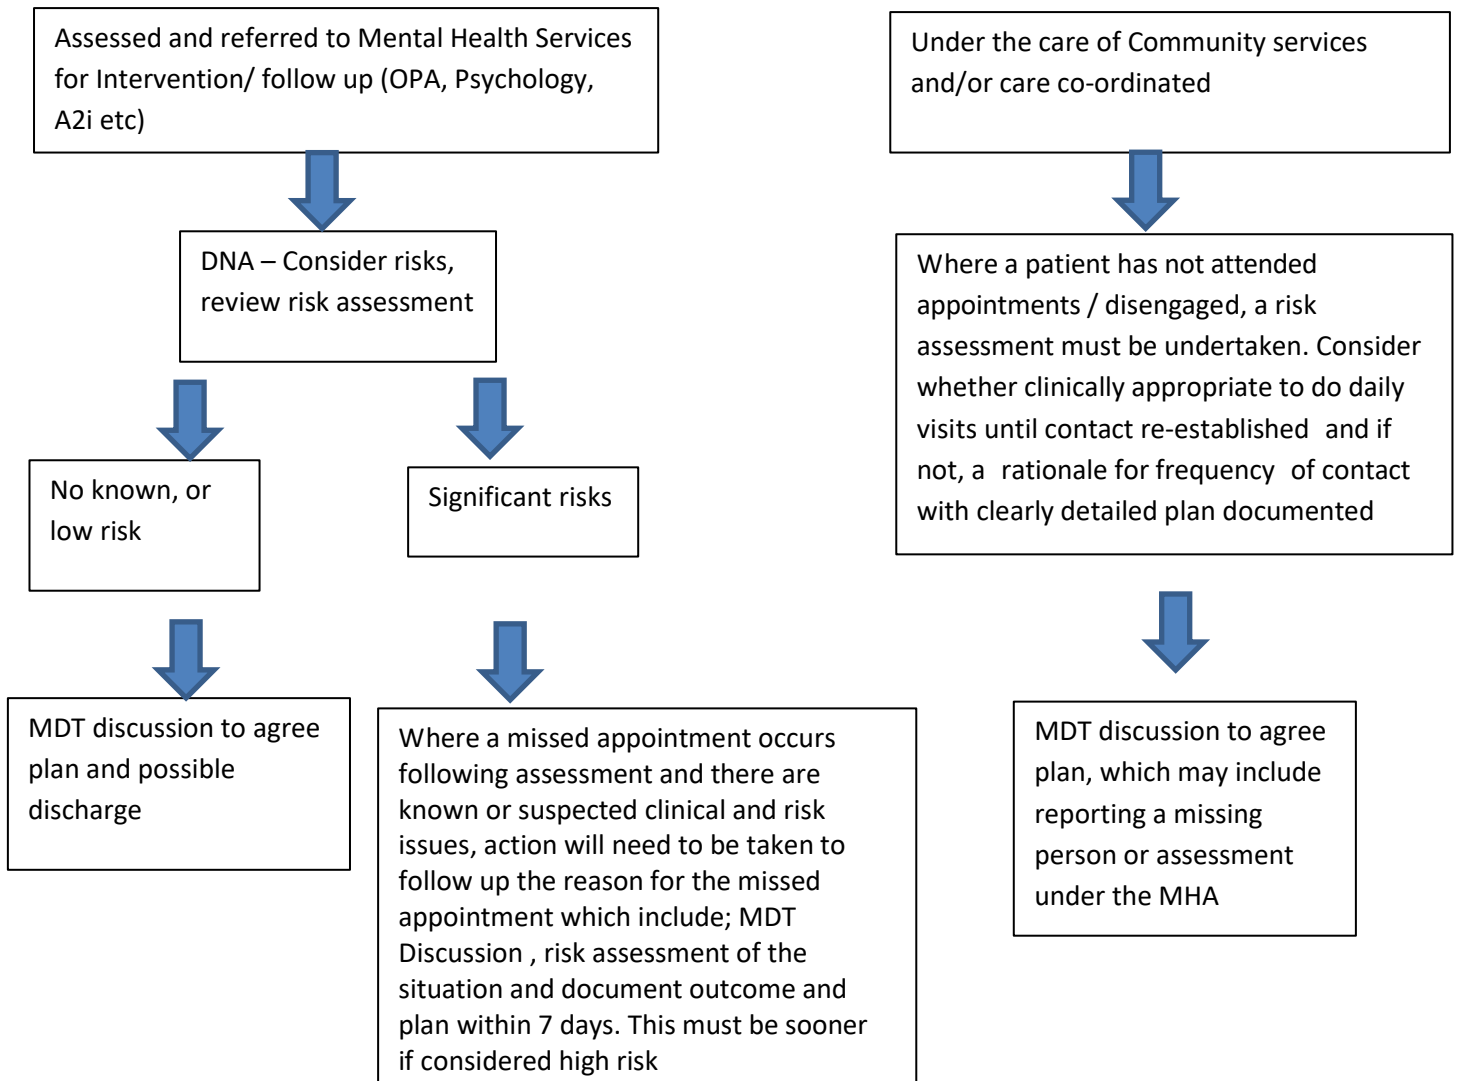 Assessed and referred to Mental Health Services
for Intervention/ follow up (OPA, Psychology,
A2i etc)
DNA – Consider risks,
review risk assessment
No known, or
low risk
Significant risks
MDT discussion to agree
plan and possible
discharge
Where a missed appointment occurs
following assessment and there are
known or suspected clinical and risk
issues, action will need to be taken to
follow up the reason for the missed
appointment which include; MDT
Discussion , risk assessment of the
situation and document outcome and
plan within 7 days. This must be sooner
if considered high risk
Under the care of Community services
and/or care co-ordinated
Where a patient has not attended
appointments / disengaged, a risk
assessment must be undertaken. Consider
whether clinically appropriate to do daily
visits until contact re-established and if
not, a rationale for frequency of contact
with clearly detailed plan documented
MDT discussion to agree
plan, which may include
reporting a missing
person or assessment
under the MHA